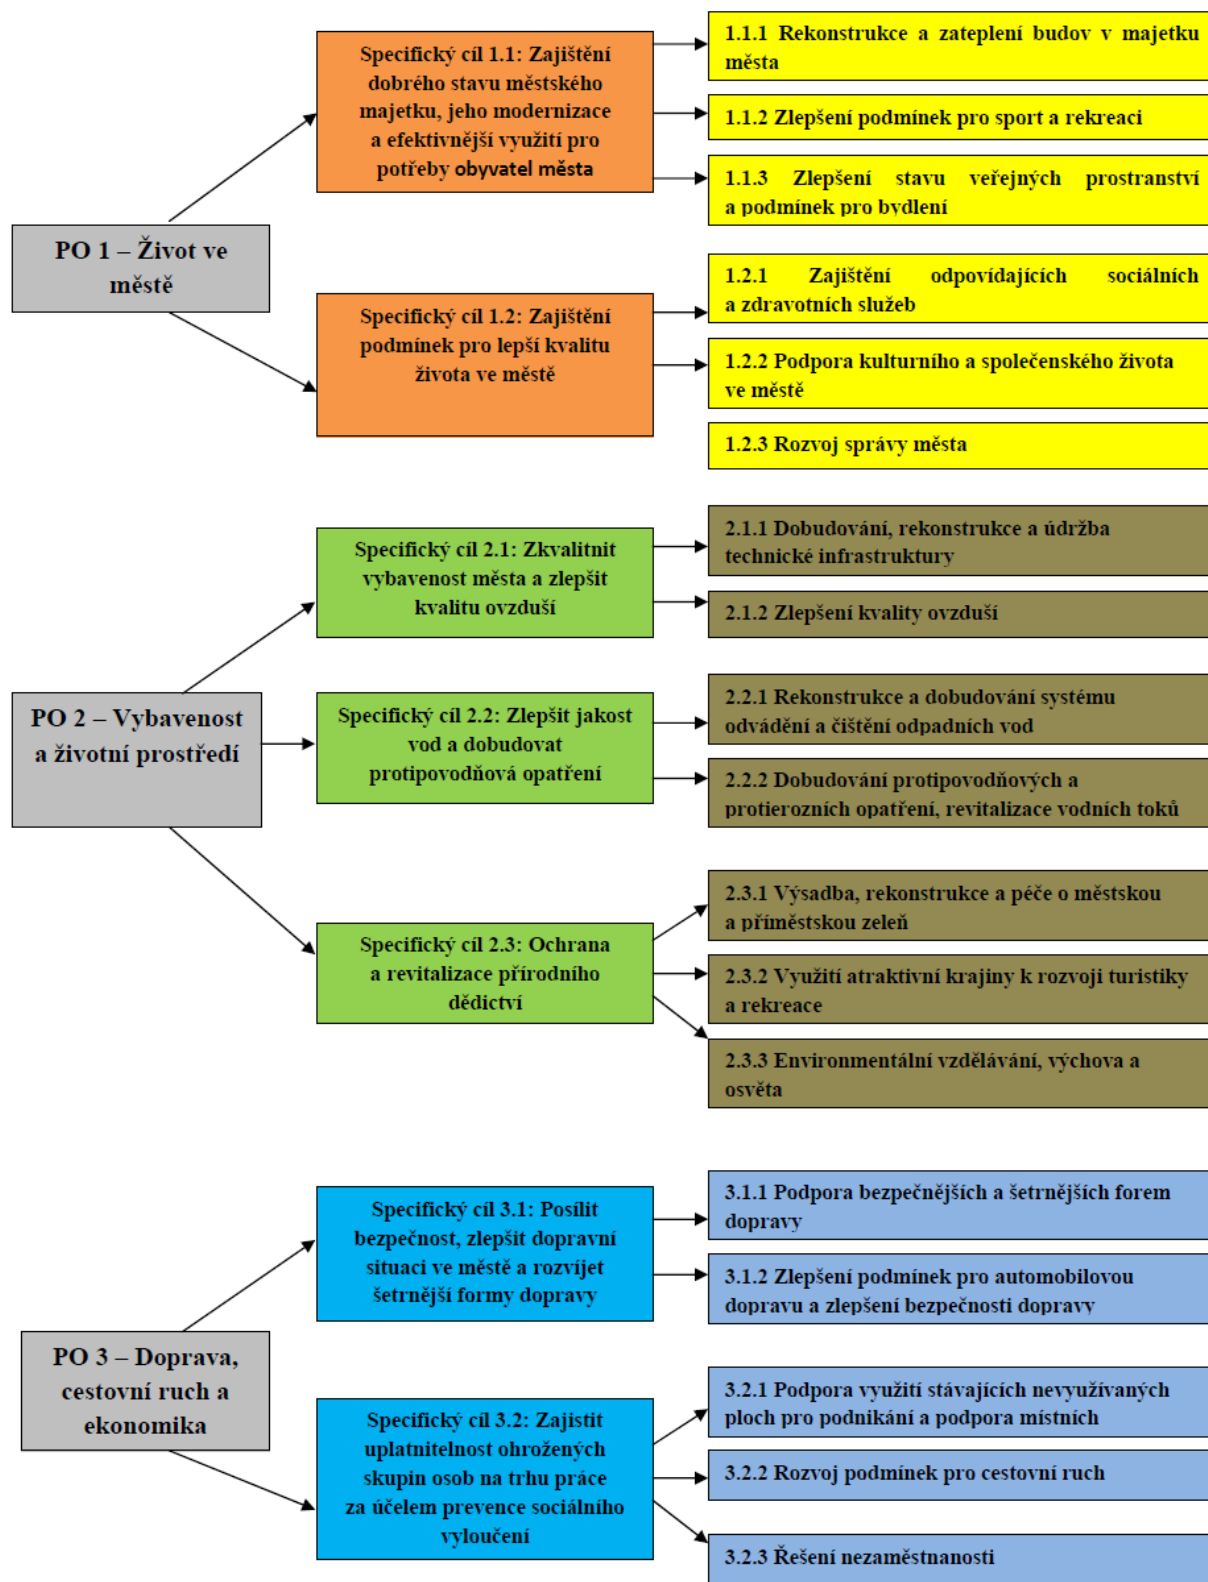 PO 1 – Život ve
městě
Specifický cíl 1.1: Zajištění
dobrého stavu městského
majetku, jeho modernizace
a efektivnější využití pro
potřeby obyvatel města
1.1.1 Rekonstrukce a zateplení budov v majetku
města
1.1.2 Zlepšení podmínek pro sport a rekreaci
1.1.3 Zlepšení stavu veřejných prostranství
a podmínek pro bydlení
Specifický cíl 1.2: Zajištění
podmínek pro lepší kvalitu
života ve městě
1.2.1 Zajištění odpovídajících sociálních
a zdravotních služeb
1.2.2 Podpora kulturního a společenského života
ve městě
1.2.3 Rozvoj správy města
PO 2 – Vybavenost
a životní prostředí
Specifický cíl 2.1: Zkvalitnit
vybavenost města a zlepšit
kvalitu ovzduší
2.1.1 Dobudování, rekonstrukce a údržba
technické infrastruktury
2.1.2 Zlepšení kvality ovzduší
Specifický cíl 2.2: Zlepšit jakost
vod a dobudovat
protipovodňová opatření
2.2.1 Rekonstrukce a dobudování systému
odvádění a čištění odpadních vod
2.2.2 Dobudování protipovodňových a
protierozních opatření, revitalizace vodních toků
Specifický cíl 2.3: Ochrana
a revitalizace přírodního
dědictví
2.3.1 Výsadba, rekonstrukce a péče o městskou
a příměstskou zeleň
2.3.2 Využití atraktivní krajiny k rozvoji turistiky
a rekreace
2.3.3 Environmentální vzdělávání, výchova a
osvěta
PO 3 – Doprava,
cestovní ruch a
ekonomika
Specifický cíl 3.1: Posílit
bezpečnost, zlepšit dopravní
situaci ve městě a rozvíjet
šetrnější formy dopravy
3.1.1 Podpora bezpečnějších a šetrnějších forem
dopravy
3.1.2 Zlepšení podmínek pro automobilovou
dopravu a zlepšení bezpečnosti dopravy
Specifický cíl 3.2: Zajistit
uplatnitelnost ohrožených
skupin osob na trhu práce
za účelem prevence sociálního
vyloučení
3.2.1 Podpora využití stávajících nevyužívaných
ploch pro podnikání a podpora místních
3.2.2 Rozvoj podmínek pro cestovní ruch
3.2.3 Řešení nezaměstnanosti